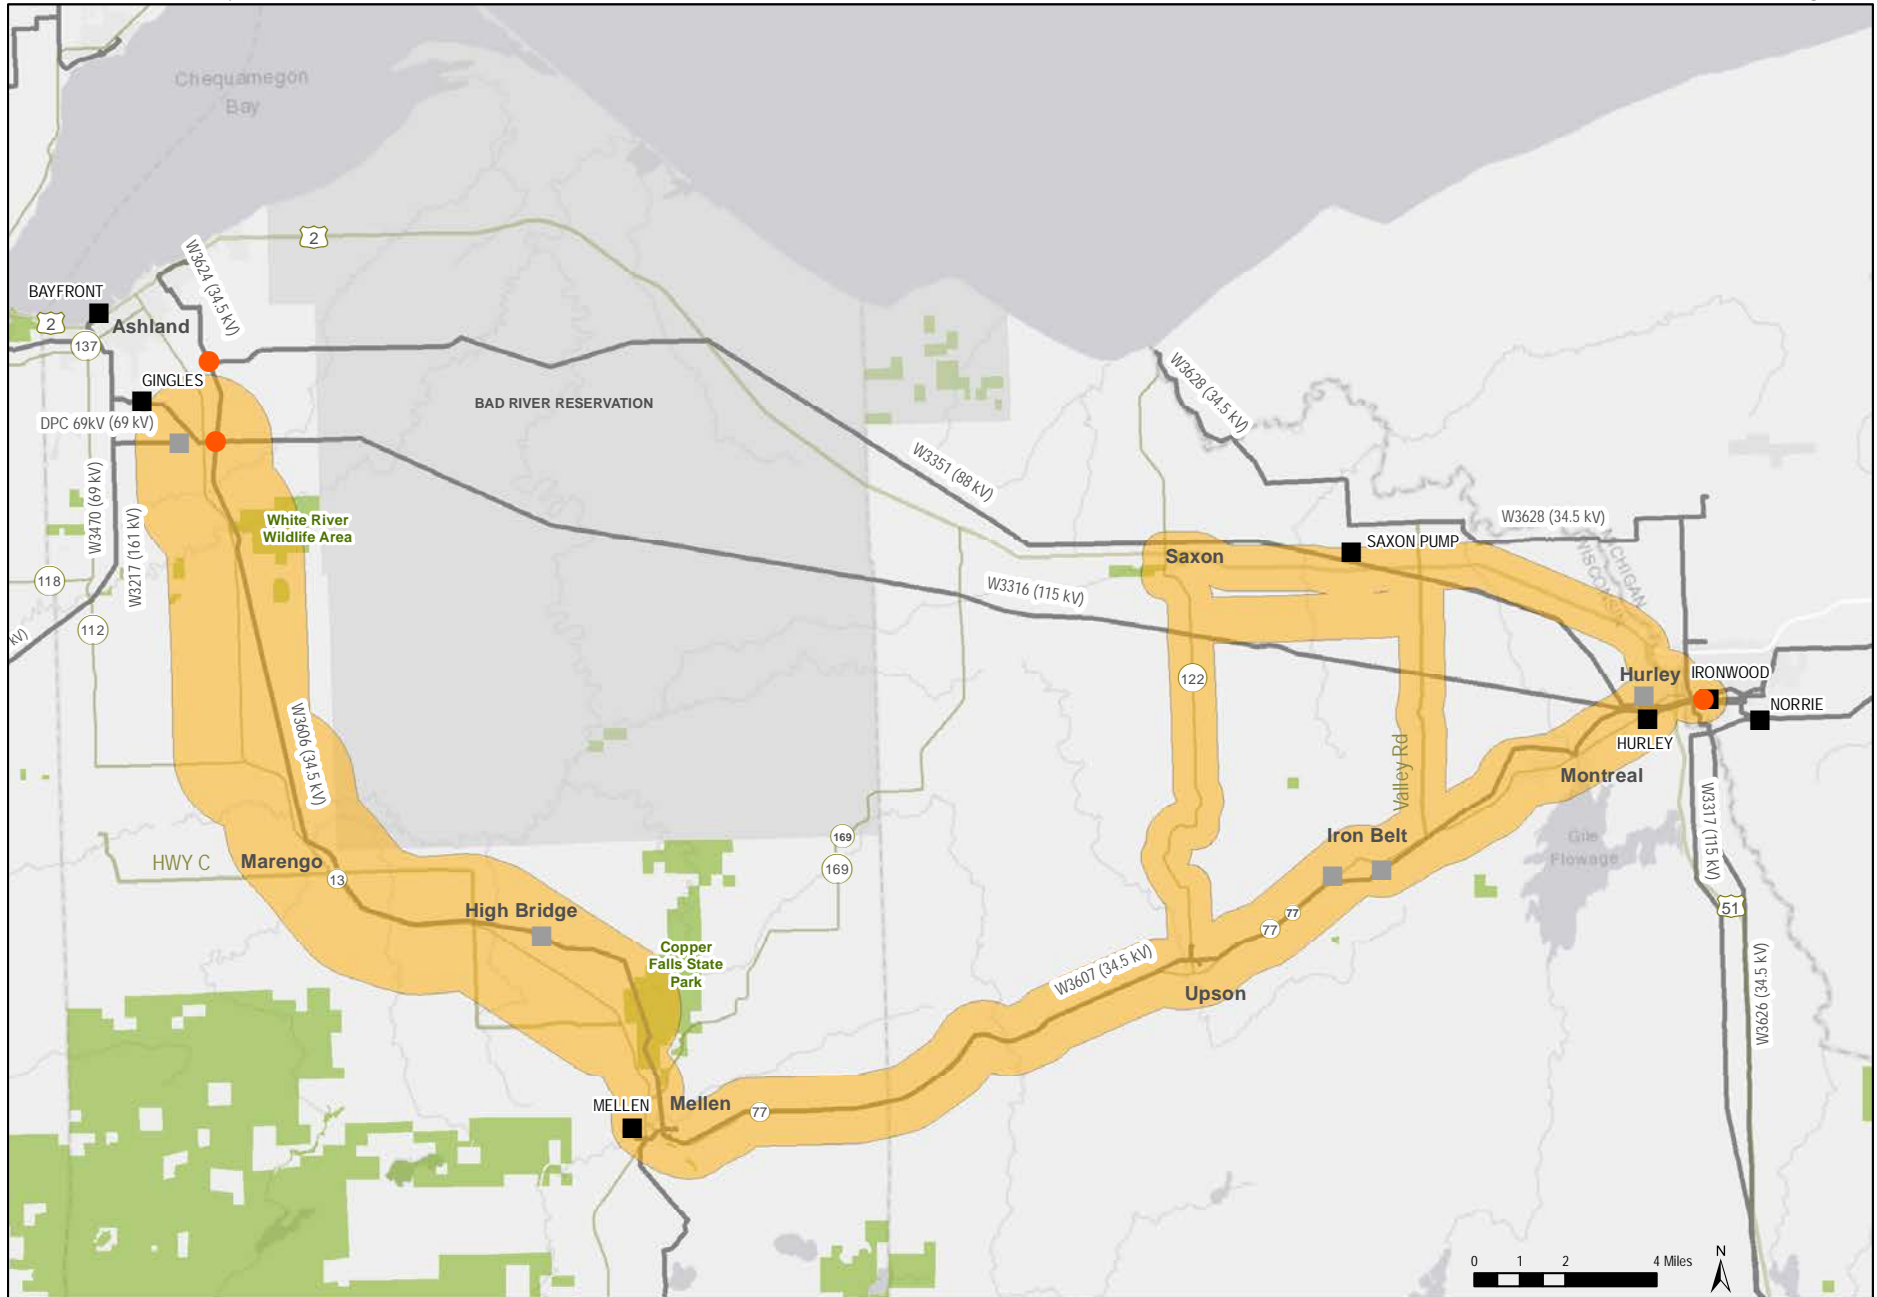 Chequamegon
Bay
2
W3624 (34.5 kV)
BAYFRONT
2
Ashland
137
GINGLES
DPC 69kV (69 kV)
BAD RIVER RESERVATION
W3628 (34.5 kV)
W3351 (88 kV)
W3470 (69 kV)
W3217 (161 kV)
White River
Wildlife Area
W3628 (34.5 kV)
SAXON PUMP
Saxon
MICHIGAN
WISCONSIN
118
W3316 (115 kV)
112
kV)
122
Hurley
IRONWOOD
NORRIE
HURLEY
W3606 (34.5 kV)
Valley Rd
Montreal
W3317 (115 kV)
Iron Belt
169
Gile
Flowage
HWY C
Marengo
13
169
High Bridge
77
77
51
Copper
Falls State
Park
W3607 (34.5 kV)
W3626 (34.5 kV)
Upson
MELLEN
Mellen
77
0 1 2 4 Miles
N